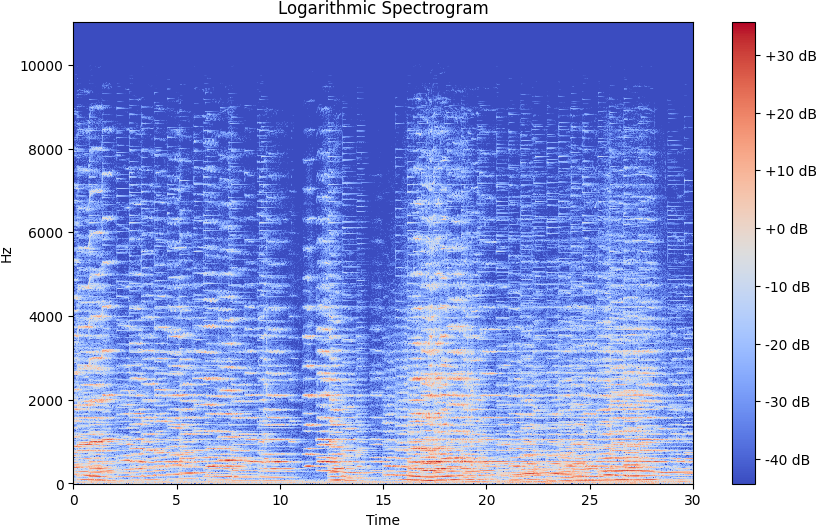 Logarithmic Spectrogram
Hz
10000
8000
6000
4000
2000
0
0 5 10 15 20 25 30
Time
+30 dB
+20 dB
+10 dB
+0 dB
-10 dB
-20 dB
-30 dB
-40 dB